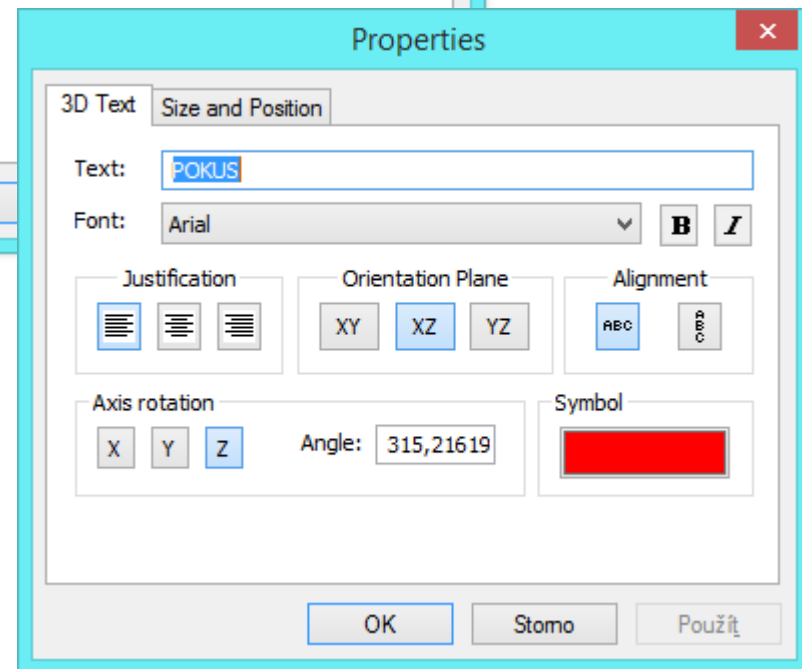 Properties
×
3D Text Size and Position
Text: POKUS
Font: Arial B I
Justification Orientation Plane Alignment
XY XZ YZ ABC ABC
Axis rotation Symbol
X Y Z Angle: 315,21619
OK Storno Použít